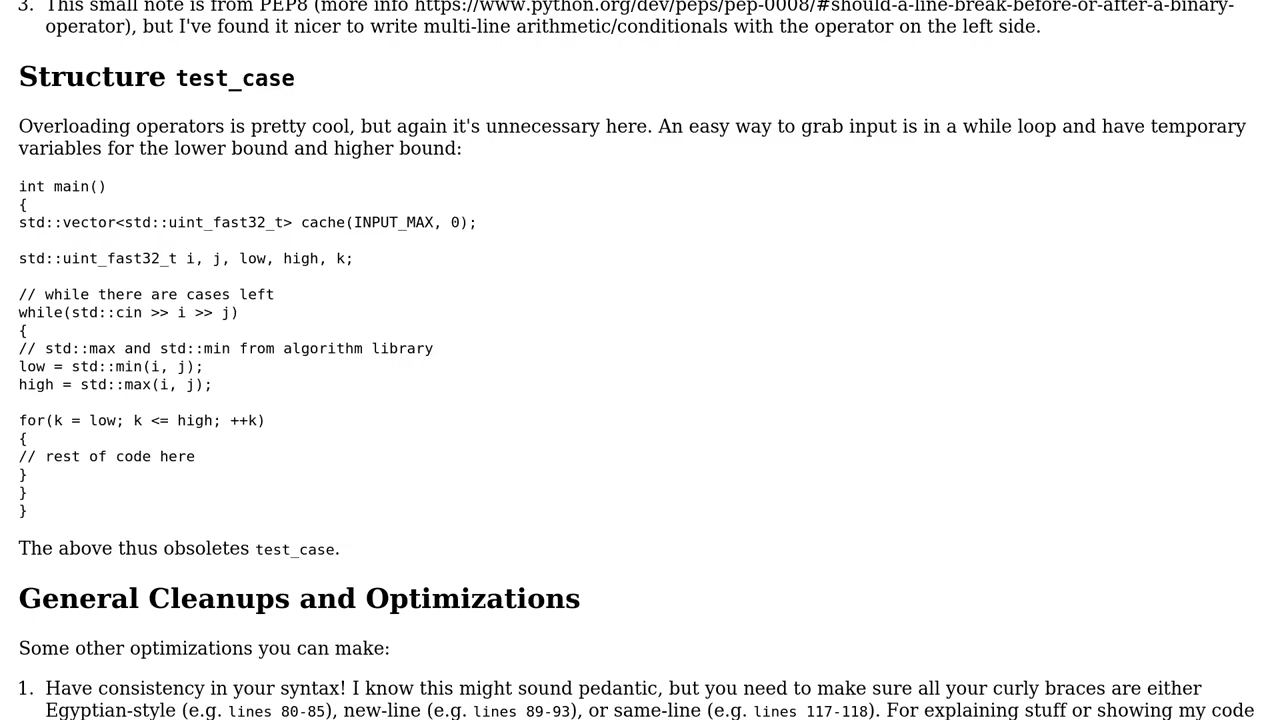 3. This small note is from PEP8 (more info https://www.python.org/dev/peps/pep-0008/#should-a-line-break-before-or-after-a-binary-
operator), but I've found it nicer to write multi-line arithmetic/conditionals with the operator on the left side.
Structure test_case
Overloading operators is pretty cool, but again it's unnecessary here. An easy way to grab input is in a while loop and have temporary
variables for the lower bound and higher bound:
int main()
{
std::vector<std::uint_fast32_t> cache(INPUT_MAX, 0);
std::uint_fast32_t i, j, low, high, k;
// while there are cases left
while(std::cin >> i >> j)
{
// std::max and std::min from algorithm library
low = std::min(i, j);
high = std::max(i, j);
for(k = low; k <= high; ++k)
{
// rest of code here
}
}
}
The above thus obsoletes test_case.
General Cleanups and Optimizations
Some other optimizations you can make:
1. Have consistency in your syntax! I know this might sound pedantic, but you need to make sure all your curly braces are either
Egyptian-style (e.g. lines 80-85), new-line (e.g. lines 89-93), or same-line (e.g. lines 117-118). For explaining stuff or showing my code